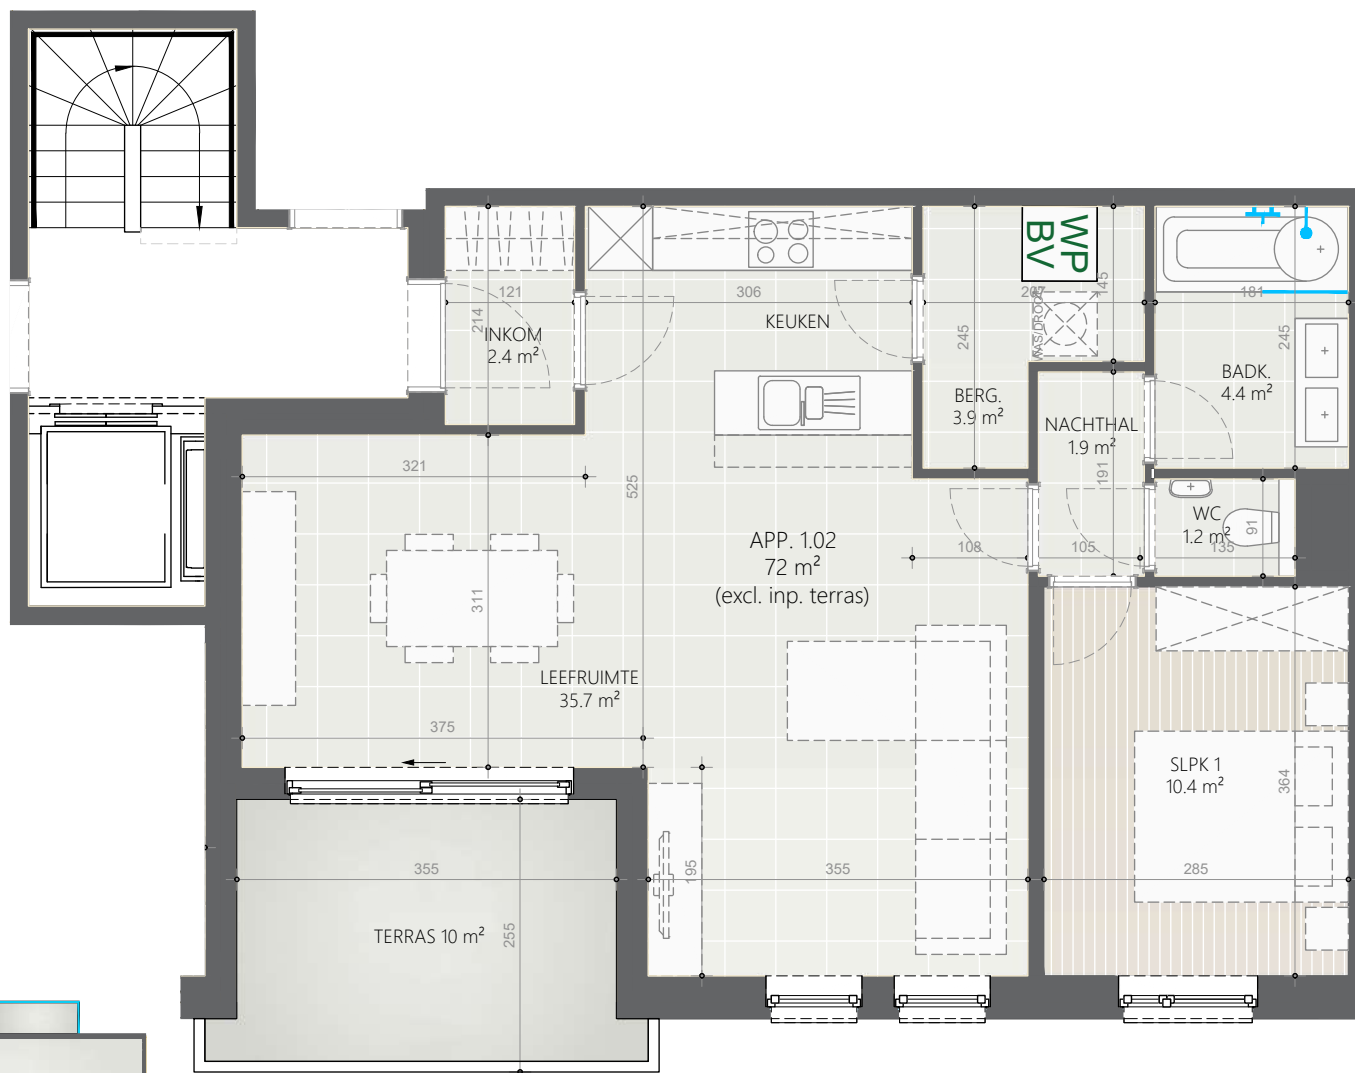 WP
BV
121
306
207
145
181
214
INKOM
2.4 m²
KEUKEN
245
WAS/DROOG
245
BERG.
3.9 m²
BADK.
4.4 m²
NACHTHAL
1.9 m²
321
525
191
WC
1.2 m²
91
135
APP. 1.02
72 m²
(excl. inp. terras)
108
105
311
LEEFRUIMTE
35.7 m²
375
SLPK 1
10.4 m²
364
355
195
355
285
TERRAS 10 m²
255